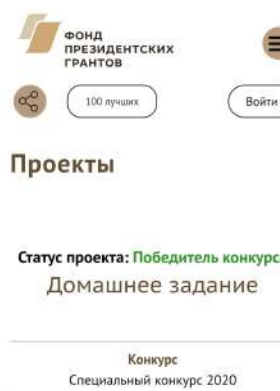 ФОНД
ПРЕЗИДЕНТСКИХ
ГРАНТОВ
100 лучших
Войти
Проекты
Статус проекта: Победитель конкурс
Домашнее задание
Конкурс
Специальный конкурс 2020